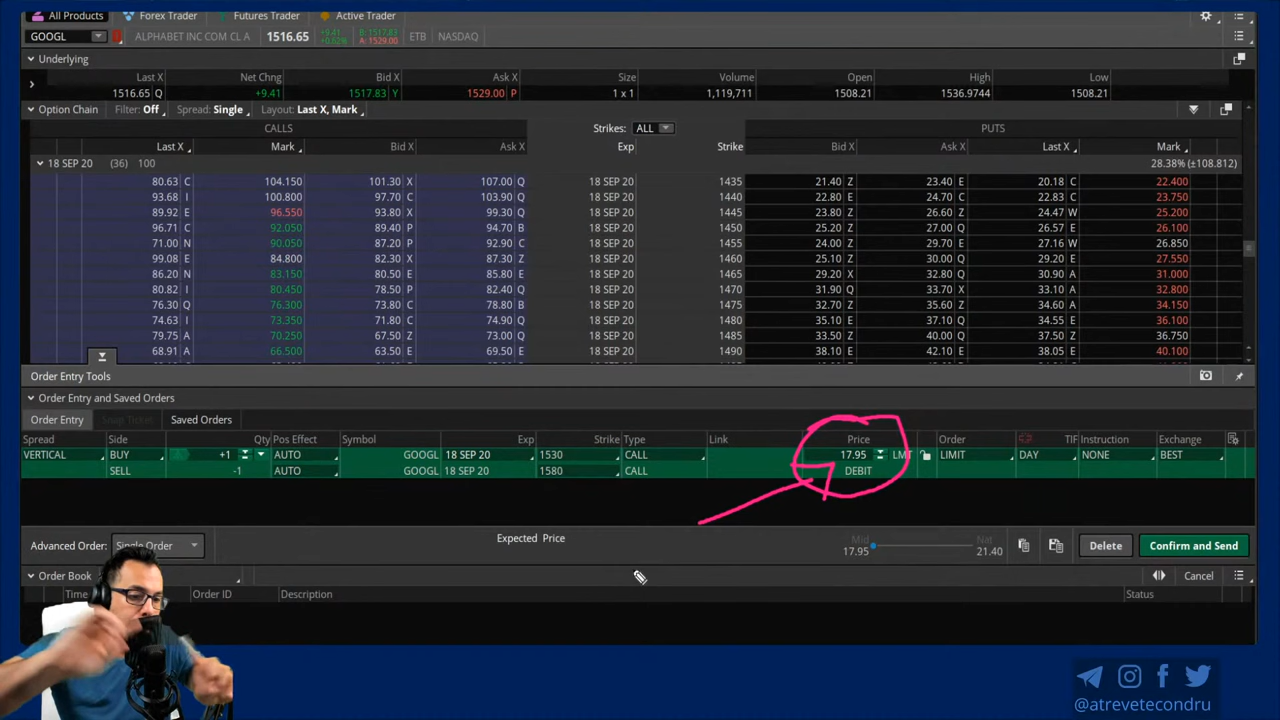 All Products Forex Trader Futures Trader Active Trader
GOOGL ALPHABET INC COM CL A 1516.65 +9.41 +0.62% B: 1517.83 A: 1529.00 ETB NASDAQ
Underlying
Last X Net Chng Bid X Ask X Size Volume Open High Low
1516.65 Q +9.41 1517.83 Y 1529.00 P 1 x 1 1,119,711 1508.21 1536.9744 1508.21
Option Chain Filter: Off Spread: Single Layout: Last X, Mark
CALLS Strikes: ALL PUTS
Last X Mark Bid X Ask X Exp Strike Bid X Ask X Last X Mark
18 SEP 20 (36) 100 28.38% (±108.812)
80.63 C 104.150 101.30 X 107.00 Q 18 SEP 20 1435 21.40 Z 23.40 E 20.18 C 22.400
93.68 I 100.800 97.70 C 103.90 Q 18 SEP 20 1440 22.80 E 24.70 C 22.83 C 23.750
89.92 E 96.550 93.80 X 99.30 Q 18 SEP 20 1445 23.80 Z 26.60 Z 24.47 W 25.200
96.71 C 92.050 89.40 P 94.70 B 18 SEP 20 1450 25.20 Z 27.00 Q 26.57 E 26.100
71.00 N 90.050 87.20 P 92.90 C 18 SEP 20 1455 24.00 Z 29.70 E 27.16 W 26.850
99.08 E 84.800 82.30 X 87.30 Z 18 SEP 20 1460 25.10 Z 30.00 Q 29.20 E 27.550
86.20 N 83.150 80.50 E 85.80 E 18 SEP 20 1465 29.20 X 32.80 Q 30.90 A 31.000
80.82 I 80.450 78.50 P 82.40 Q 18 SEP 20 1470 31.90 Q 33.70 X 33.10 A 32.800
76.30 Q 76.300 73.80 C 78.80 B 18 SEP 20 1475 32.70 Z 35.60 Z 34.60 A 34.150
74.63 I 73.350 71.80 C 74.90 Q 18 SEP 20 1480 35.10 E 37.10 Q 34.55 E 36.100
79.75 A 70.250 67.50 Z 73.00 Z 18 SEP 20 1485 33.50 Z 40.00 X 37.50 Z 36.750
68.91 A 66.500 63.50 E 69.50 E 18 SEP 20 1490 38.10 E 42.10 E 38.05 E 40.100
Order Entry Tools
Order Entry and Saved Orders
Order Entry Saved Orders
Spread Side Qty Pos Effect Symbol Exp Strike Type Link Price Order TIF Instruction Exchange
VERTICAL BUY +1 AUTO GOOGL 18 SEP 20 1530 CALL 17.95 LMT LIMIT DAY NONE BEST
SELL -1 AUTO GOOGL 18 SEP 20 1580 CALL DEBIT
Expected Price
Advanced Order: Single Order Mid 17.95 Nat 21.40 Delete Confirm and Send
Order Book Cancel
Time Order ID Description Status
@atrevetecondru